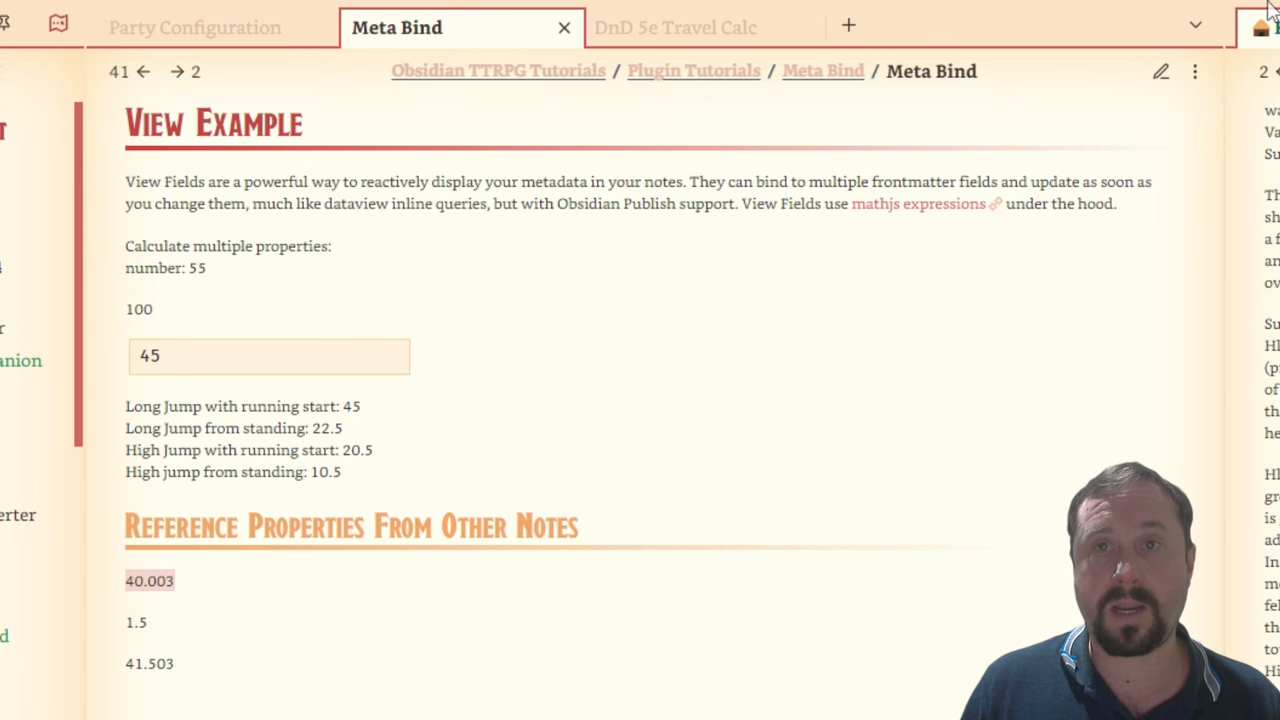 Party Configuration
Meta Bind
DnD 5e Travel Calc
41
2
Obsidian TTRPG Tutorials / Plugin Tutorials / Meta Bind / Meta Bind
2
VIEW EXAMPLE
View Fields are a powerful way to reactively display your metadata in your notes. They can bind to multiple frontmatter fields and update as soon as
you change them, much like dataview inline queries, but with Obsidian Publish support. View Fields use mathjs expressions under the hood.
Calculate multiple properties:
number: 55
100
45
Long Jump with running start: 45
Long Jump from standing: 22.5
High Jump with running start: 20.5
High jump from standing: 10.5
REFERENCE PROPERTIES FROM OTHER NOTES
40.003
1.5
41.503